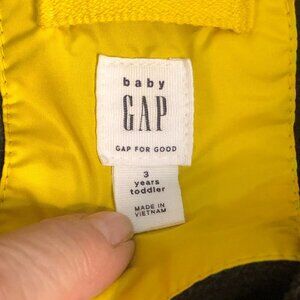 baby
GAP
GAP FOR GOOD
3
years
toddler
MADE IN
VIETNAM